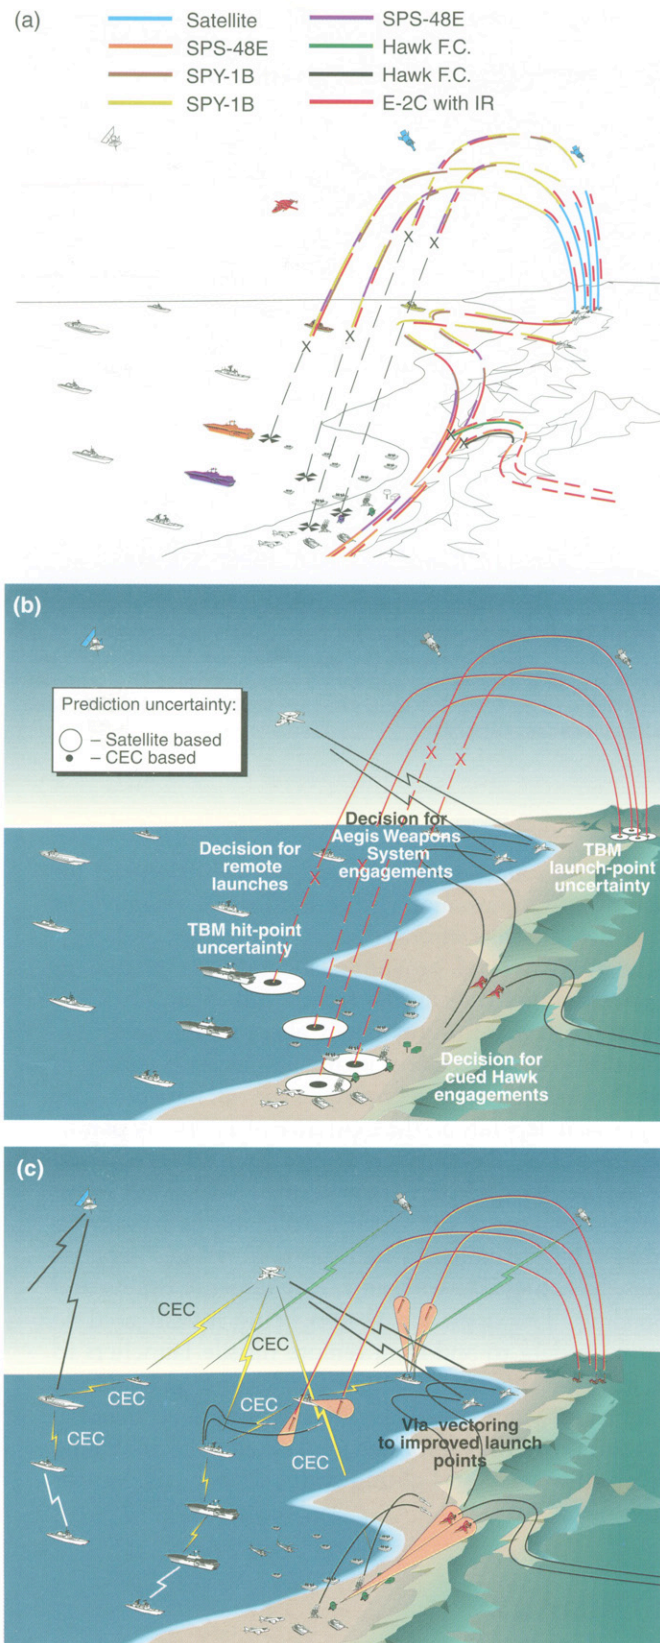 (a)
Satellite
SPS-48E
SPY-1B
SPY-1B
SPS-48E
Hawk F.C.
Hawk F.C.
E-2C with IR
X
X
X
X
X
X
(b)
Prediction uncertainty:
– Satellite based
– CEC based
X
X
X
X
Decision for
remote
launches
Decision for
Aegis Weapons
System
engagements
TBM
launch-point
uncertainty
TBM hit-point
uncertainty
Decision for
cued Hawk
engagements
(c)
CEC
CEC
CEC
CEC
CEC
CEC
VIa vectoring
to improved launch
points